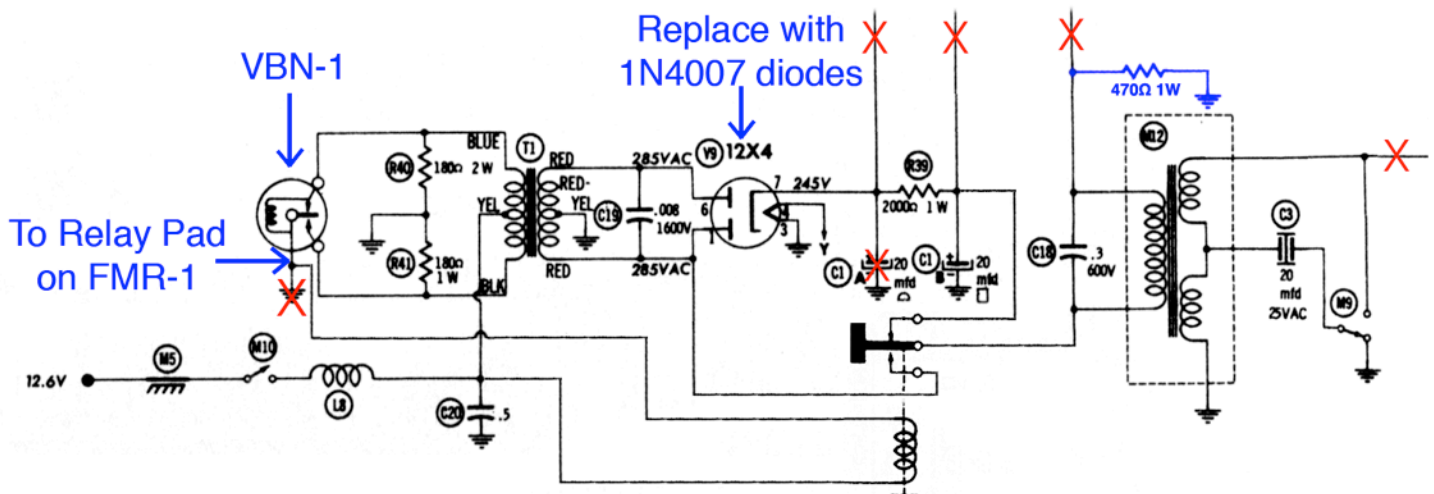 VBN-1
Replace with
1N4007 diodes
To Relay Pad
on FMR-1
470Ω 1W
BLUE
T1
RED
285VAC
V9 12X4
R40
180Ω 2 W
RED-
YEL
YEL
C19
.008
1600V
6
7
245V
4
3
1
Y
R39
2000Ω 1 W
R41
180Ω
1 W
BLK
RED
285VAC
C1
A
20
mfd
C1
B
20
mfd
C18
.3
600V
M12
C3
20
mfd
25VAC
M9
12.6V
M5
M10
L8
C20
.5